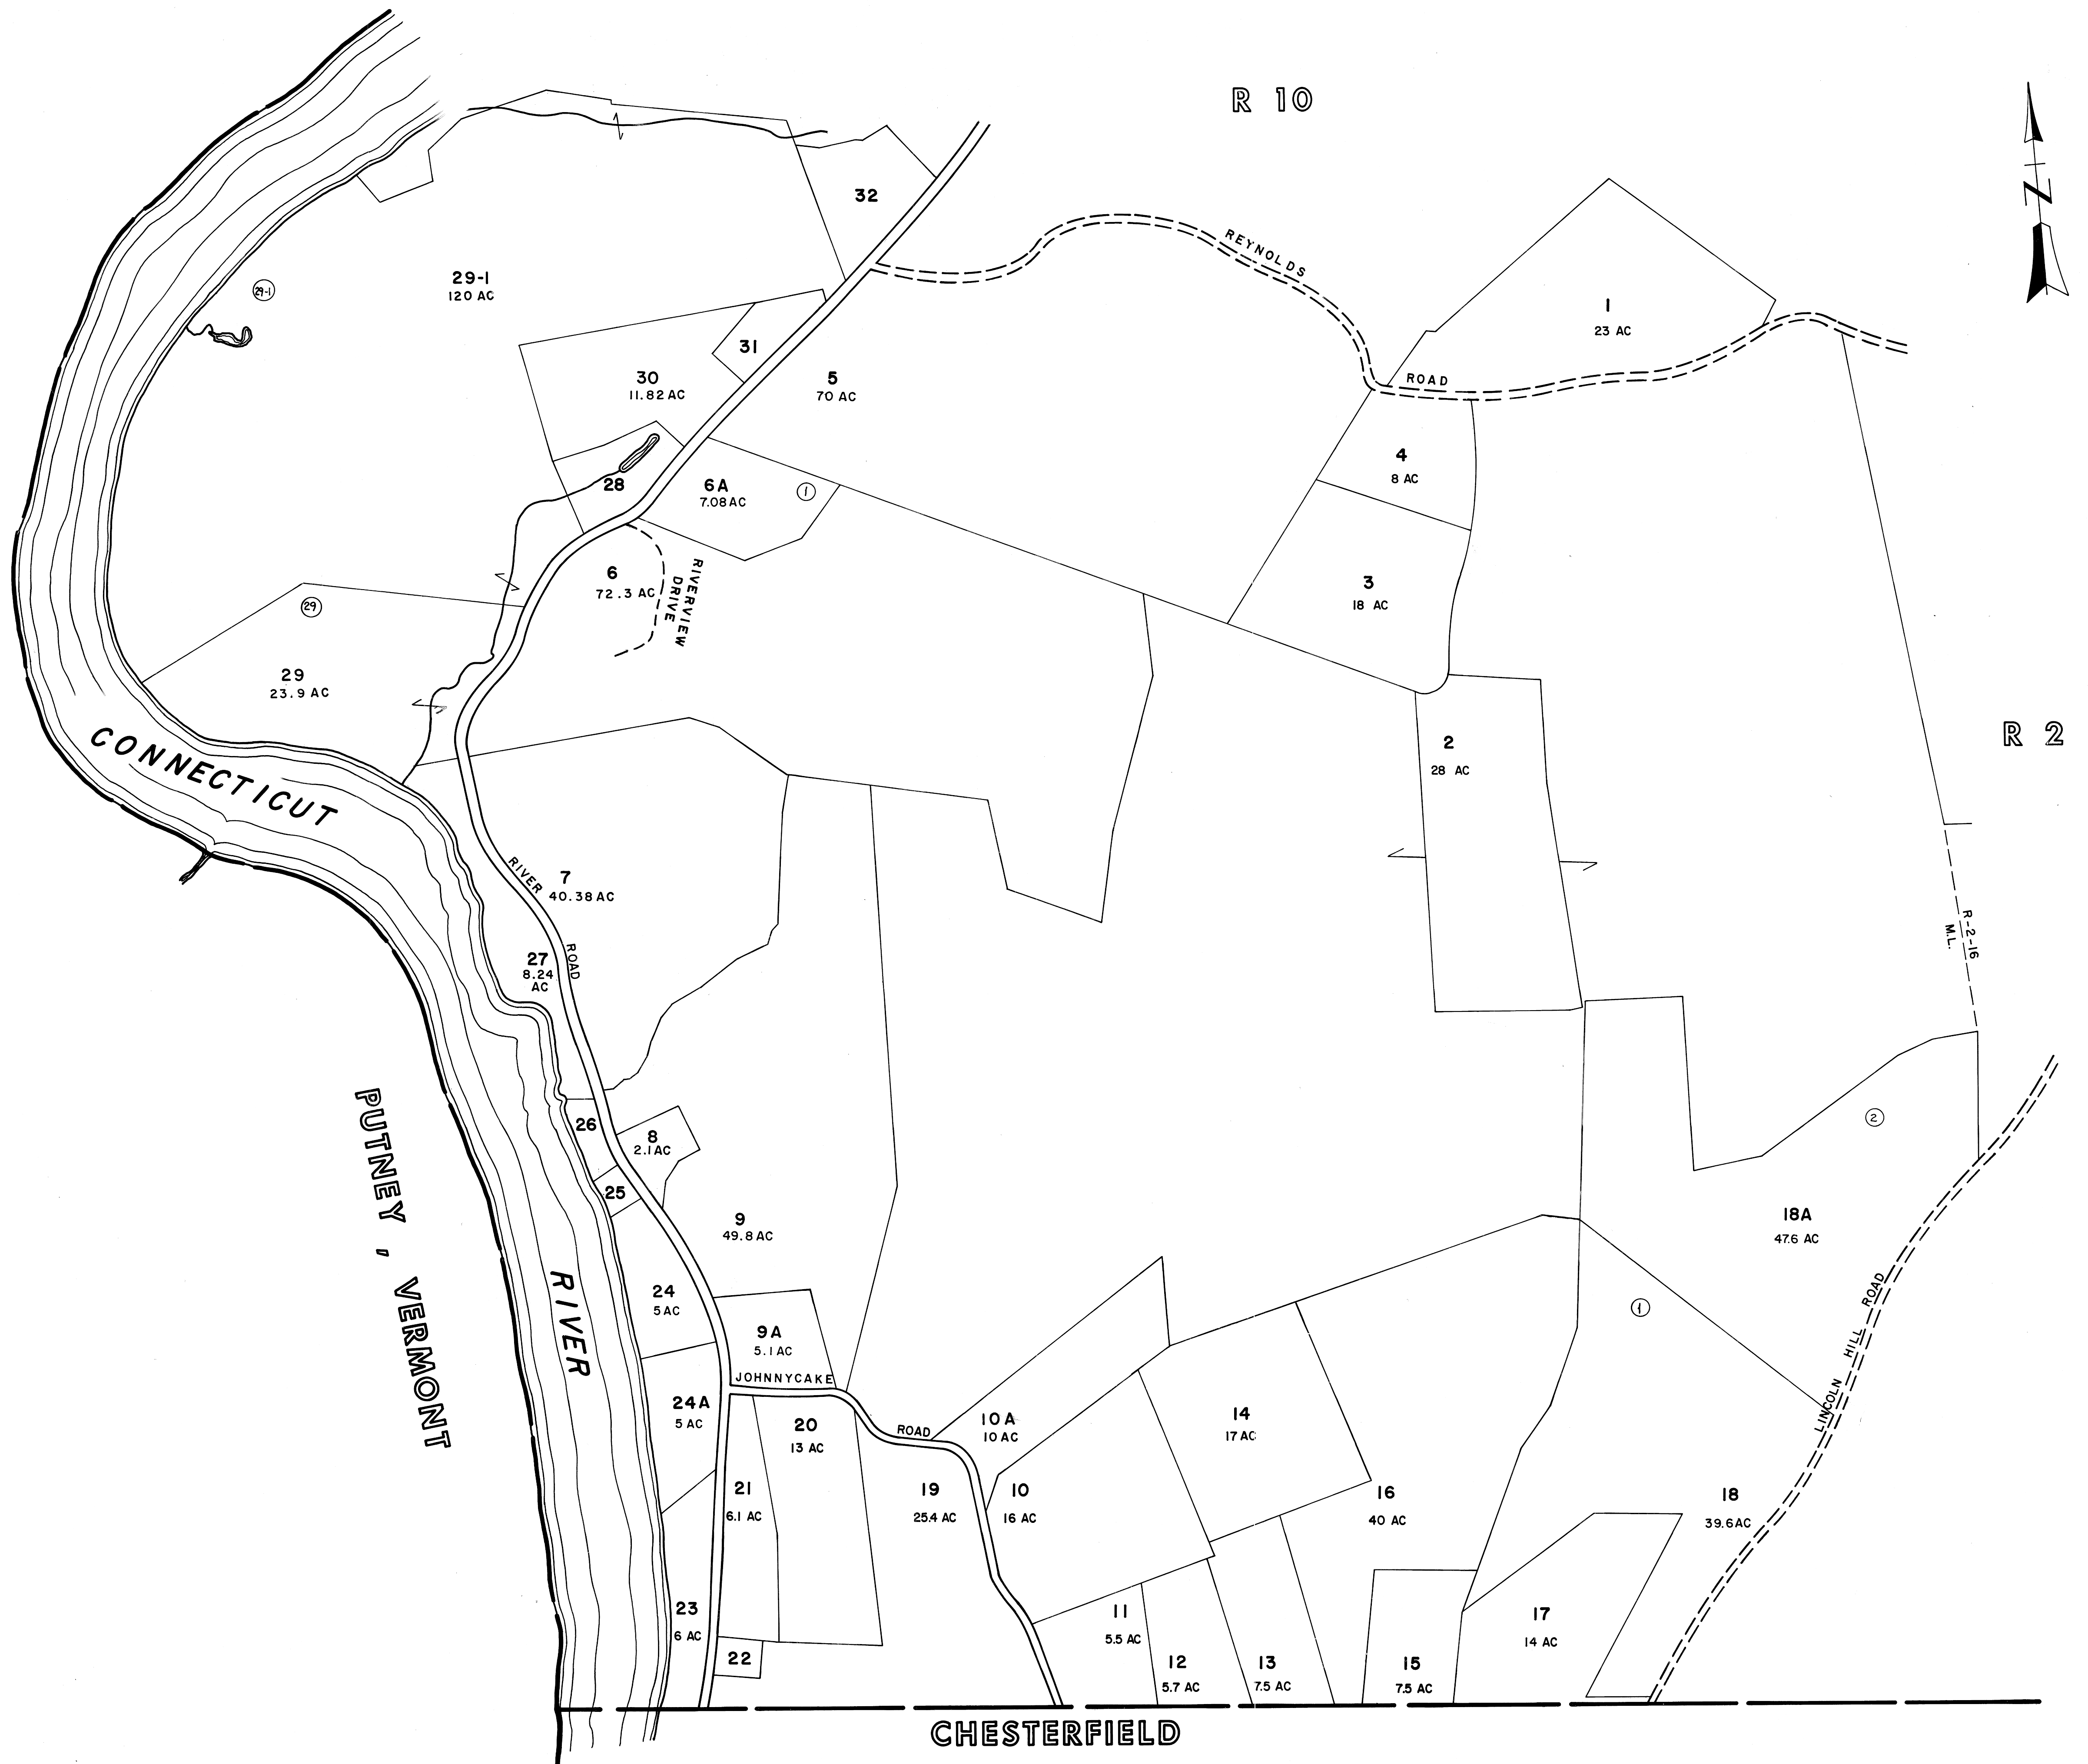 R 10
N
32
REYNOLDS
29-1
120 AC
29-1
1
23 AC
31
30
11.82 AC
5
70 AC
ROAD
4
8 AC
28
6A
7.08 AC
1
6
72.3 AC
RIVERVIEW
DRIVE
3
18 AC
29
29
23.9 AC
2
28 AC
R 2
CONNECTICUT
RIVER
7
40.38 AC
ROAD
27
8.24
AC
R-2-16
M.L.
PUTNEY , VERMONT
26
8
2.1 AC
2
25
9
49.8 AC
18A
47.6 AC
RIVER
24
5 AC
9A
5.1 AC
1
LINCOLN HILL ROAD
JOHNNYCAKE
24A
5 AC
20
13 AC
ROAD
10A
10 AC
14
17 AC
21
6.1 AC
19
25.4 AC
10
16 AC
16
40 AC
18
39.6 AC
23
6 AC
11
5.5 AC
17
14 AC
22
12
5.7 AC
13
7.5 AC
15
7.5 AC
CHESTERFIELD